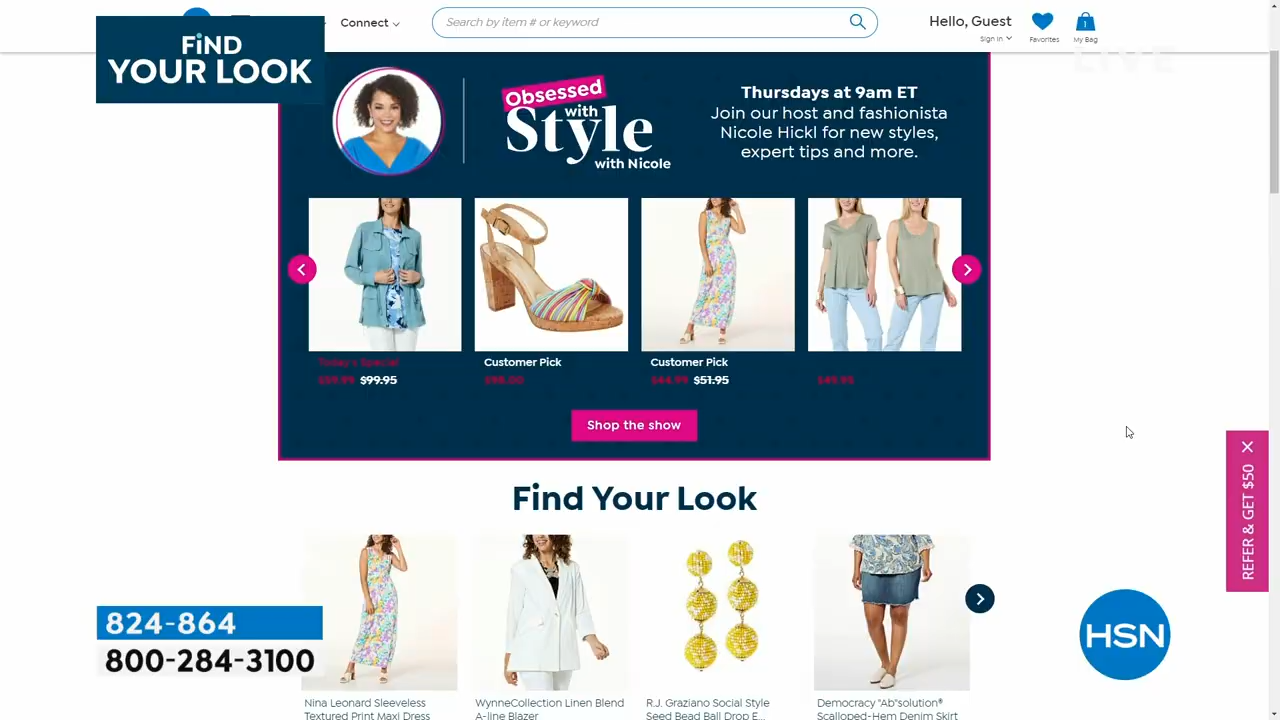 Connect
Search by item # or keyword
Hello, Guest
Sign In
Favorites
1
My Bag
LIVE
FiND
YOUR LOOK
Obsessed
with
Style
with Nicole
Thursdays at 9am ET
Join our host and fashionista
Nicole Hickl for new styles,
expert tips and more.
Today's Special
$99.95
Customer Pick
$98.00
Customer Pick
$51.95
$49.95
Shop the show
REFER & GET $50
Find Your Look
824-864
800-284-3100
HSN
Nina Leonard Sleeveless
Textured Print Maxi Dress
WynneCollection Linen Blend
A-line Blazer
R.J. Graziano Social Style
Seed Bead Ball Drop E...
Democracy "Ab"solution®
Scalloped-Hem Denim Skirt